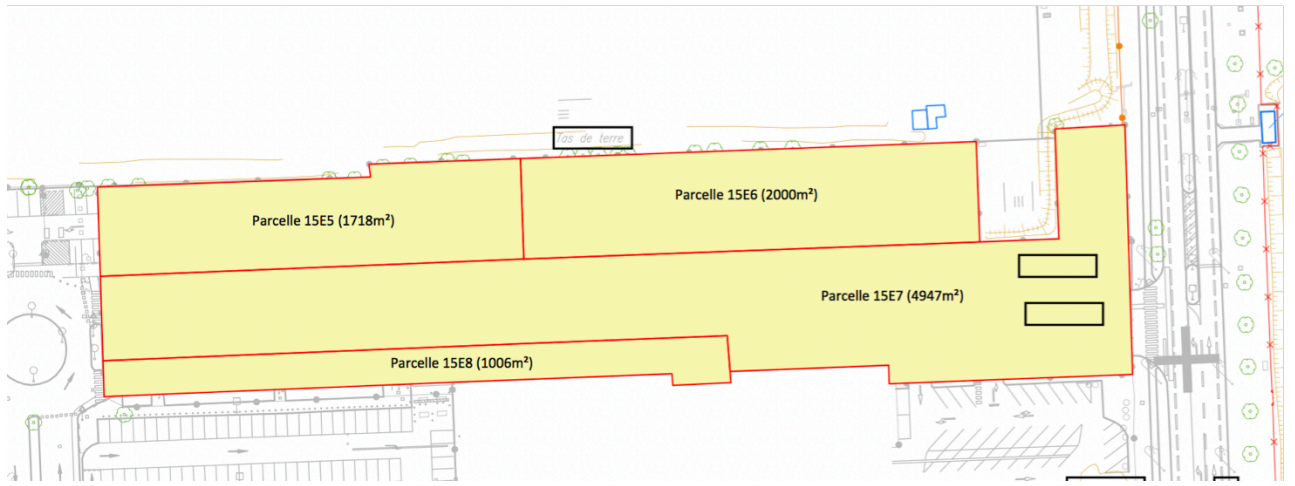 Tas de terre
Parcelle 15E6 (2000m²)
Parcelle 15E5 (1718m²)
Parcelle 15E7 (4947m²)
Parcelle 15E8 (1006m²)